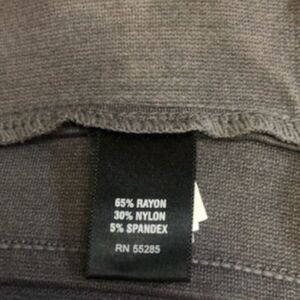 65% RAYON
30% NYLON
5% SPANDEX
RN 55285